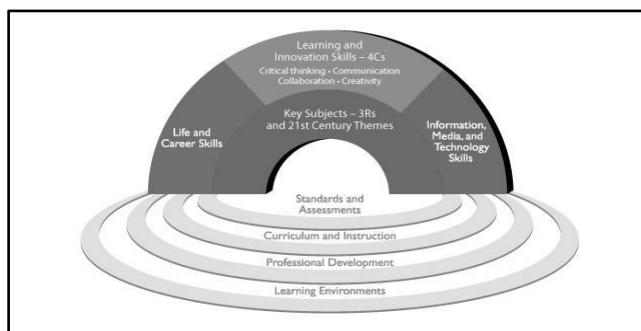 Learning and
Innovation Skills – 4Cs
Critical thinking • Communication
Collaboration • Creativity
Key Subjects – 3Rs
and 21st Century Themes
Life and
Career Skills
Information,
Media, and
Technology
Skills
Standards and
Assessments
Curriculum and Instruction
Professional Development
Learning Environments